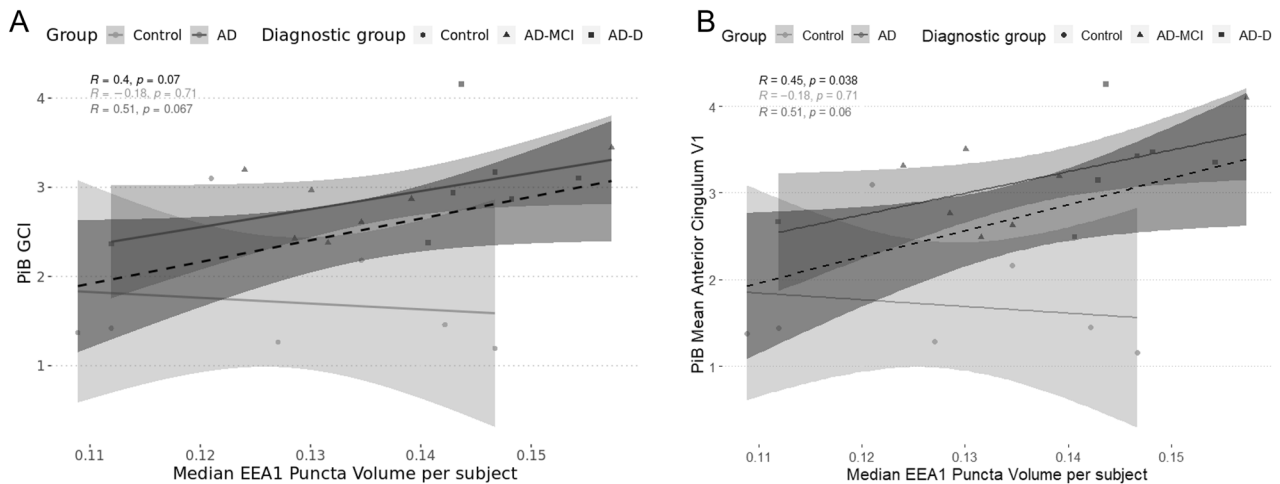 A
Group Control AD Diagnostic group Control AD-MCI AD-D
R = 0.4, p = 0.07
R = −0.18, p = 0.71
R = 0.51, p = 0.067
4
3
2
1
PiB GCI
0.11 0.12 0.13 0.14 0.15
Median EEA1 Puncta Volume per subject
B
Group Control AD Diagnostic group Control AD-MCI AD-D
R = 0.45, p = 0.038
R = −0.18, p = 0.71
R = 0.51, p = 0.06
4
3
2
1
PiB Mean Anterior Cingulum V1
0.11 0.12 0.13 0.14 0.15
Median EEA1 Puncta Volume per subject